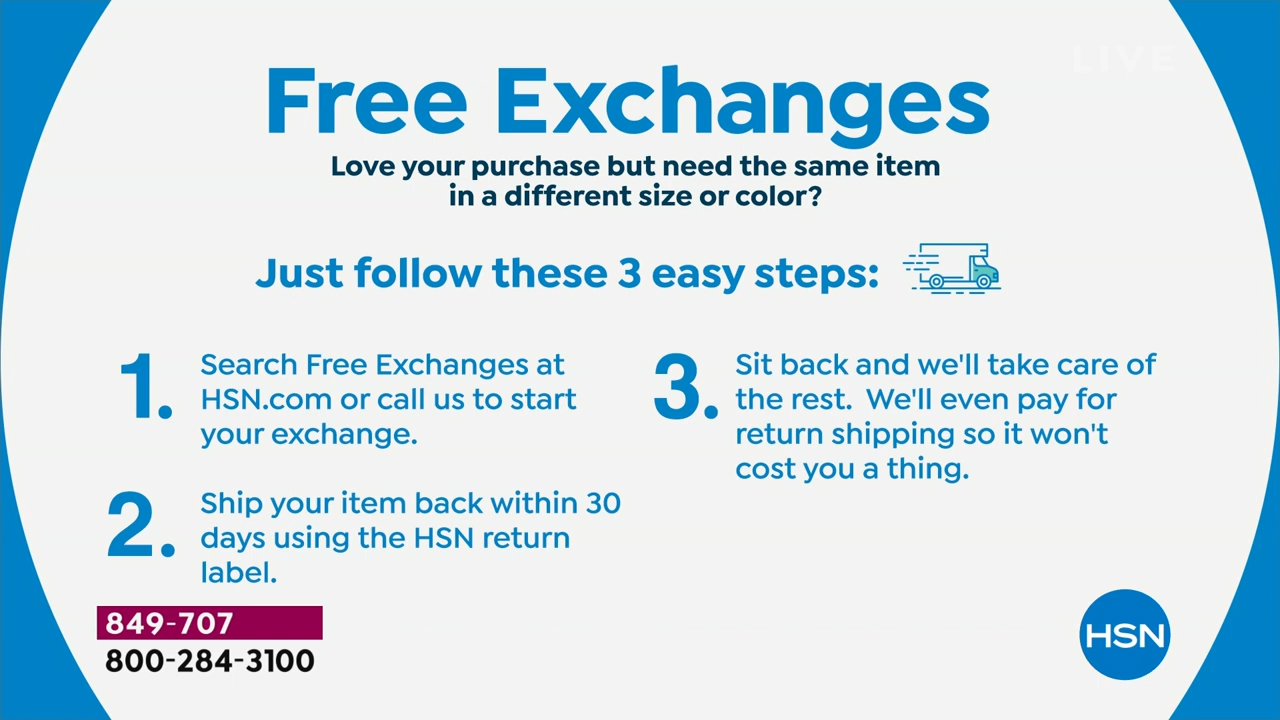 LIVE
Free Exchanges
Love your purchase but need the same item
in a different size or color?
Just follow these 3 easy steps:
1. Search Free Exchanges at
HSN.com or call us to start
your exchange.
2. Ship your item back within 30
days using the HSN return
label.
3. Sit back and we'll take care of
the rest. We'll even pay for
return shipping so it won't
cost you a thing.
849-707
800-284-3100
HSN